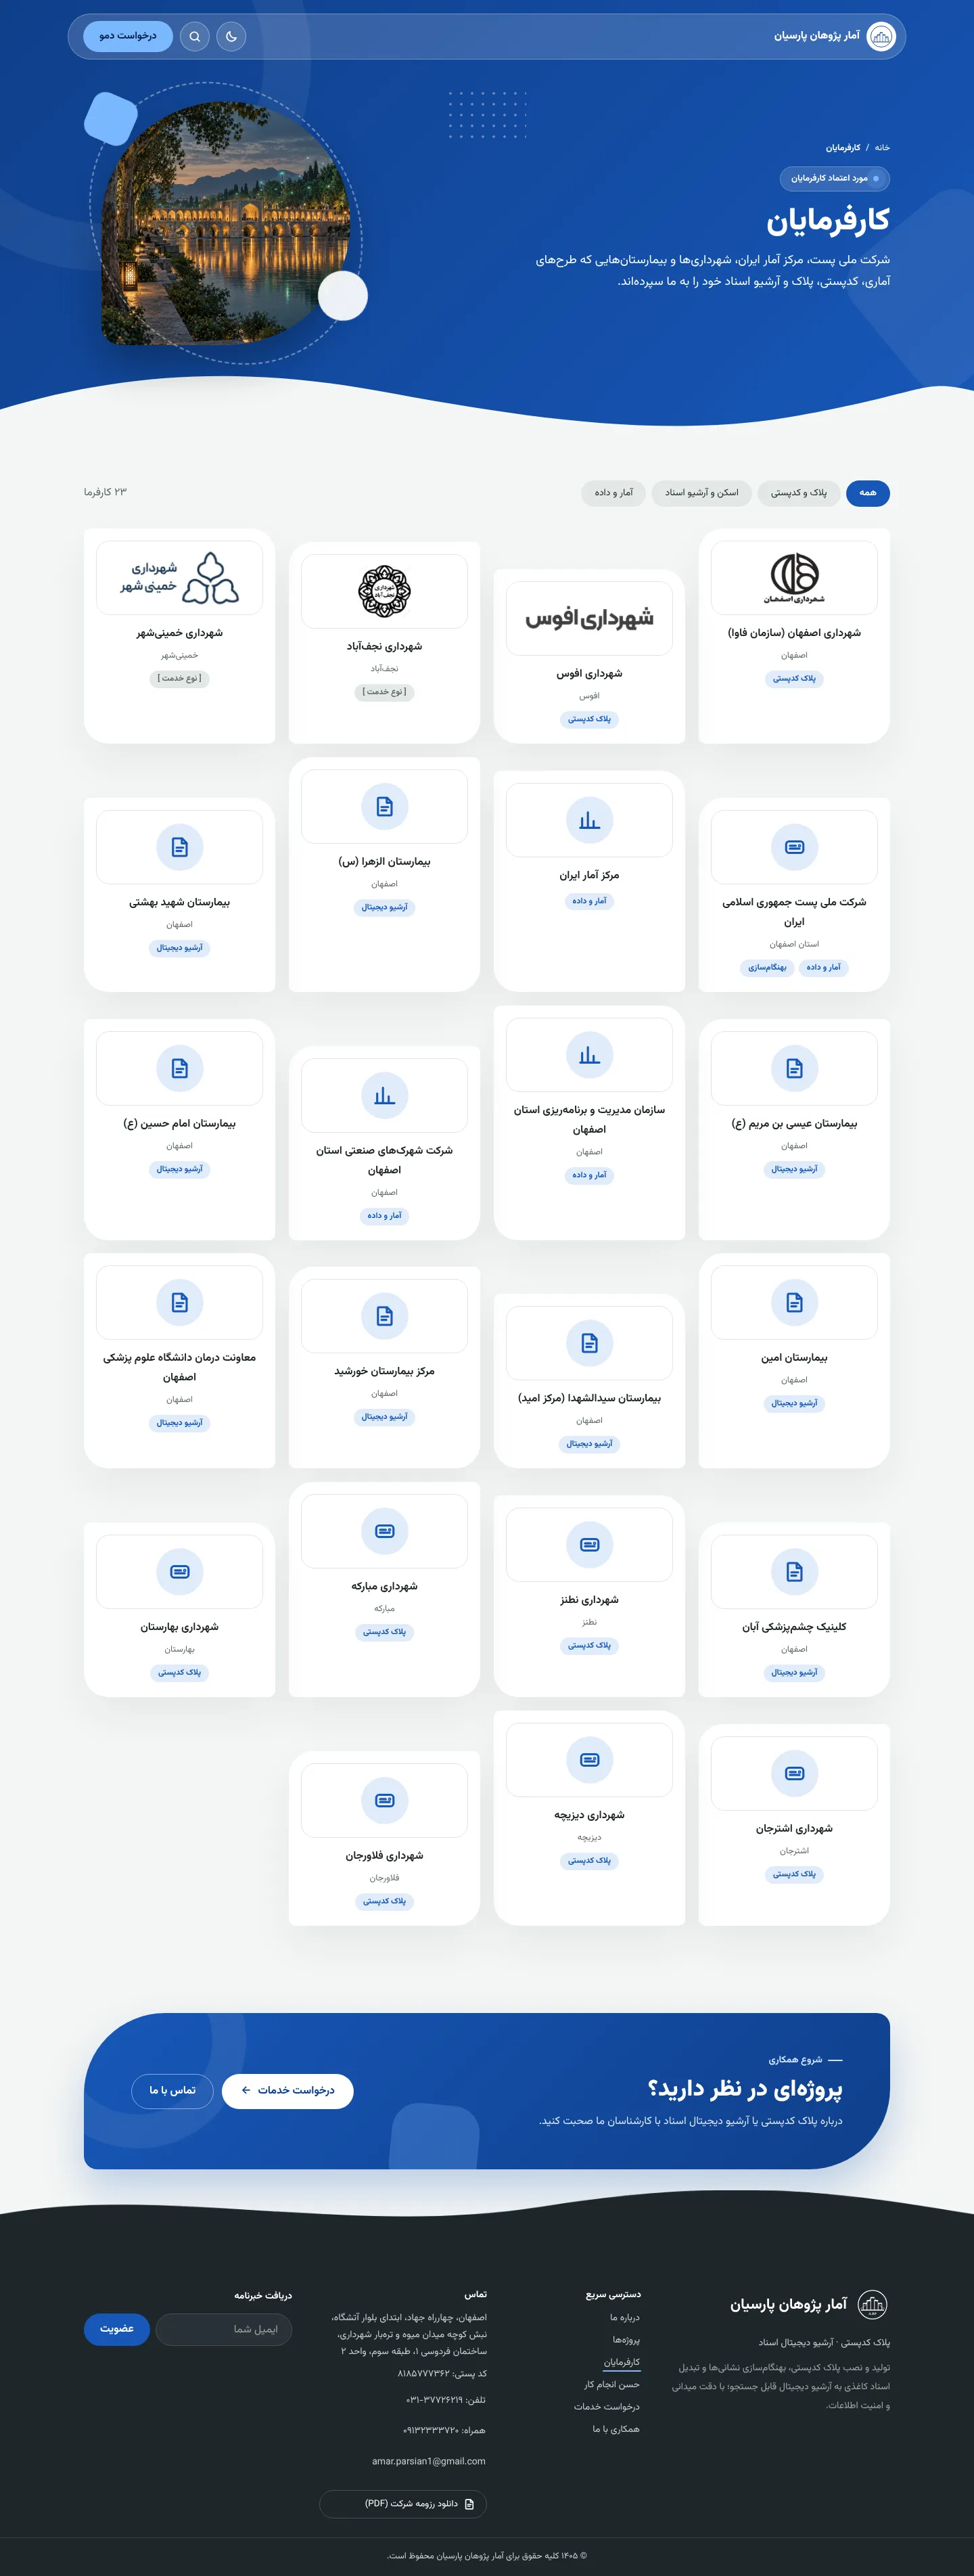 آمار پژوهان پارسیان
درخواست دمو
خانه / کارفرمایان
مورد اعتماد کارفرمایان
کارفرمایان
شرکت ملی پست، مرکز آمار ایران، شهرداری‌ها و بیمارستان‌هایی که طرح‌های
آماری، کدپستی، پلاک و آرشیو اسناد خود را به ما سپرده‌اند.
همه
پلاک و کدپستی
اسکن و آرشیو اسناد
آمار و داده
۲۳ کارفرما
شهرداری اصفهان
شهرداری اصفهان (سازمان فاوا)
اصفهان
پلاک کدپستی
شهرداری افوس
شهرداری افوس
افوس
پلاک کدپستی
شهرداری
نجف‌آباد
شهرداری نجف‌آباد
نجف‌آباد
[ نوع خدمت ]
شهرداری
خمینی شهر
شهرداری خمینی‌شهر
خمینی‌شهر
[ نوع خدمت ]
شرکت ملی پست جمهوری اسلامی
ایران
استان اصفهان
آمار و داده
بهنگام‌سازی
مرکز آمار ایران
آمار و داده
بیمارستان الزهرا (س)
اصفهان
آرشیو دیجیتال
بیمارستان شهید بهشتی
اصفهان
آرشیو دیجیتال
بیمارستان عیسی بن مریم (ع)
اصفهان
آرشیو دیجیتال
سازمان مدیریت و برنامه‌ریزی استان
اصفهان
اصفهان
آمار و داده
شرکت شهرک‌های صنعتی استان
اصفهان
اصفهان
آمار و داده
بیمارستان امام حسین (ع)
اصفهان
آرشیو دیجیتال
بیمارستان امین
اصفهان
آرشیو دیجیتال
بیمارستان سیدالشهدا (مرکز امید)
اصفهان
آرشیو دیجیتال
مرکز بیمارستان خورشید
اصفهان
آرشیو دیجیتال
معاونت درمان دانشگاه علوم پزشکی
اصفهان
اصفهان
آرشیو دیجیتال
کلینیک چشم‌پزشکی آبان
اصفهان
آرشیو دیجیتال
شهرداری نطنز
نطنز
پلاک کدپستی
شهرداری مبارکه
مبارکه
پلاک کدپستی
شهرداری بهارستان
بهارستان
پلاک کدپستی
شهرداری اشترجان
اشترجان
پلاک کدپستی
شهرداری دیزیچه
دیزیچه
پلاک کدپستی
شهرداری فلاورجان
فلاورجان
پلاک کدپستی
شروع همکاری
پروژه‌ای در نظر دارید؟
درباره پلاک کدپستی یا آرشیو دیجیتال اسناد با کارشناسان ما صحبت کنید.
درخواست خدمات
تماس با ما
آمار پژوهان پارسیان
پلاک کدپستی · آرشیو دیجیتال اسناد
تولید و نصب پلاک کدپستی، بهنگام‌سازی نشانی‌ها و تبدیل
اسناد کاغذی به آرشیو دیجیتال قابل جستجو؛ با دقت میدانی
و امنیت اطلاعات.
دسترسی سریع
درباره ما
پروژه‌ها
کارفرمایان
حسن انجام کار
درخواست خدمات
همکاری با ما
تماس
اصفهان، چهارراه جهاد، ابتدای بلوار آتشگاه،
نبش کوچه میدان میوه و تره‌بار شهرداری،
ساختمان فردوسی ۱، طبقه سوم، واحد ۲
کد پستی: ۸۱۸۵۷۷۷۳۶۲
تلفن: ۰۳۱-۳۷۷۲۶۲۱۹
همراه: ۰۹۱۳۲۳۳۳۷۲۰
amar.parsian1@gmail.com
دانلود رزومه شرکت (PDF)
دریافت خبرنامه
ایمیل شما
عضویت
© ۱۴۰۵ کلیه حقوق برای آمار پژوهان پارسیان محفوظ است.